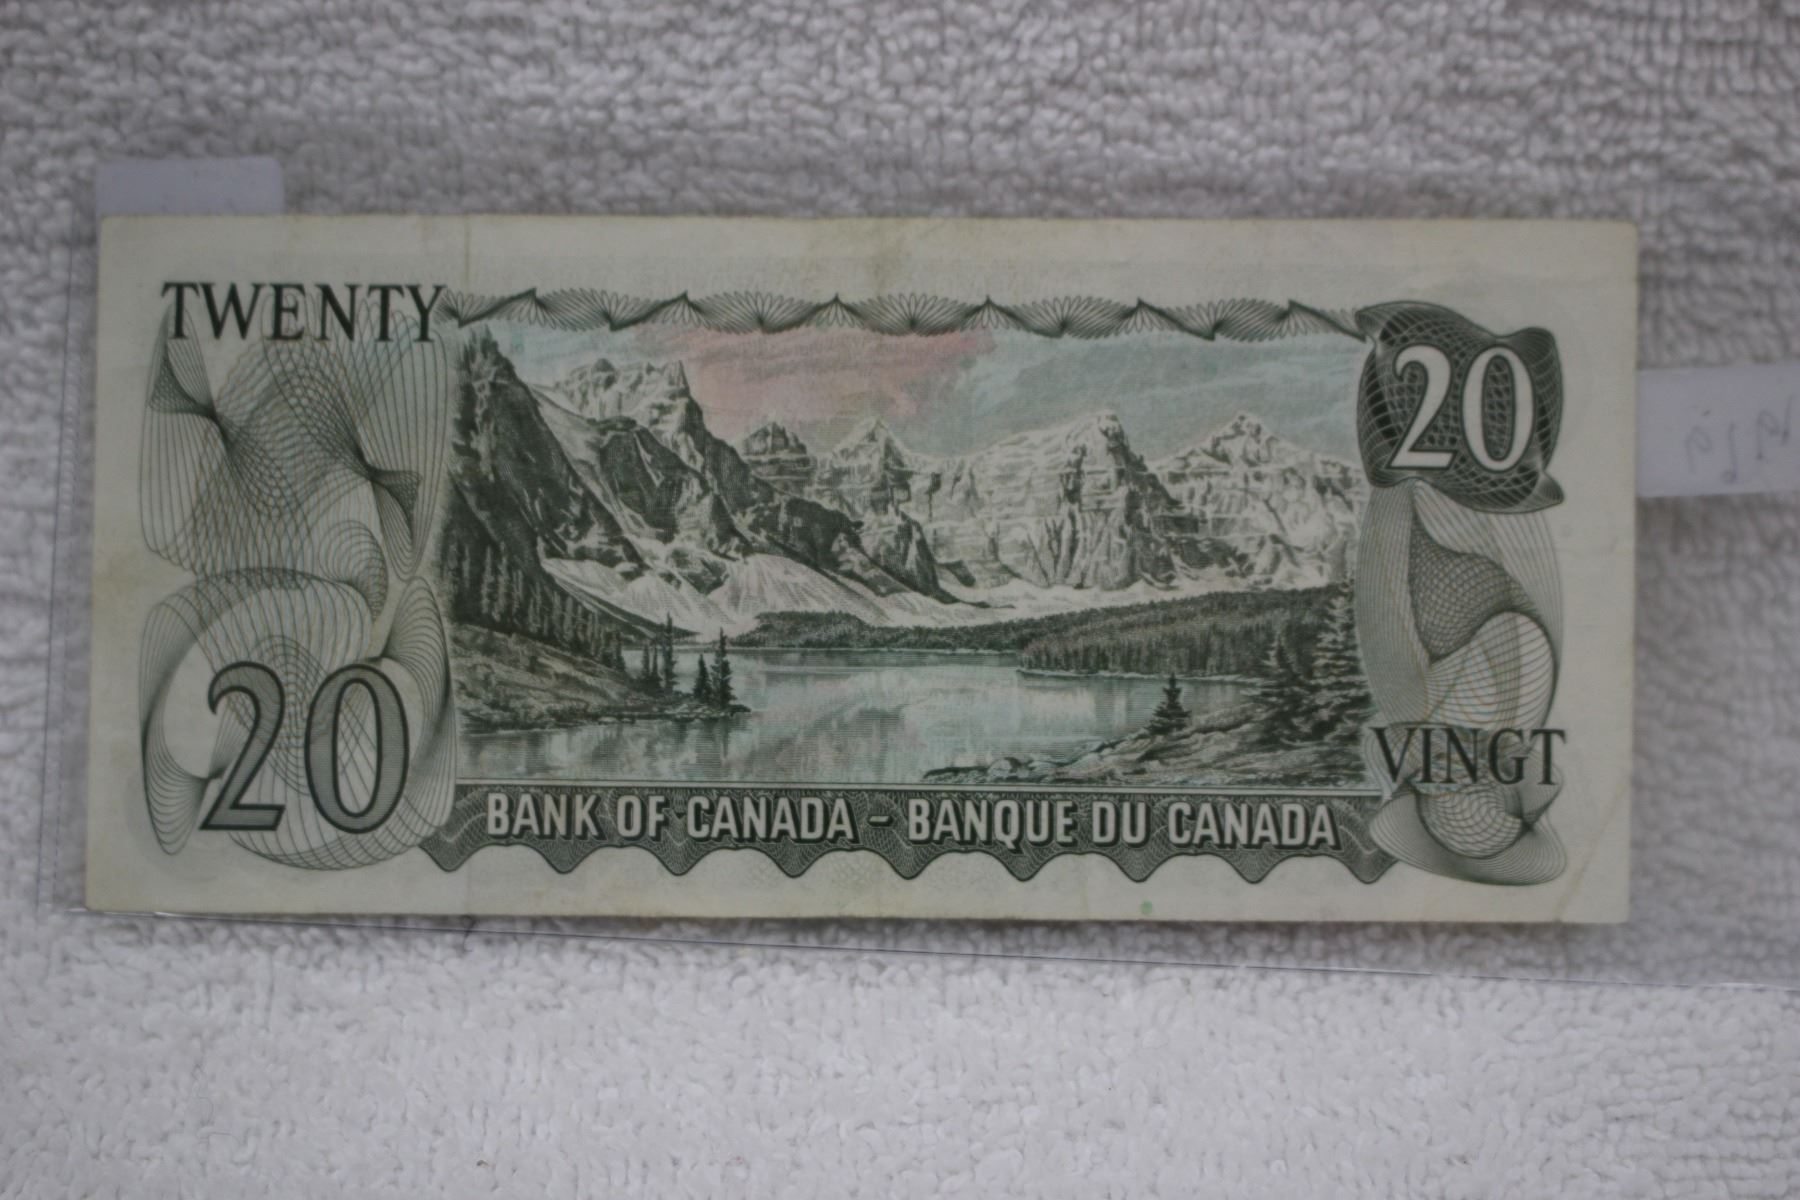 TWENTY
20
20
VINGT
BANK OF CANADA - BANQUE DU CANADA